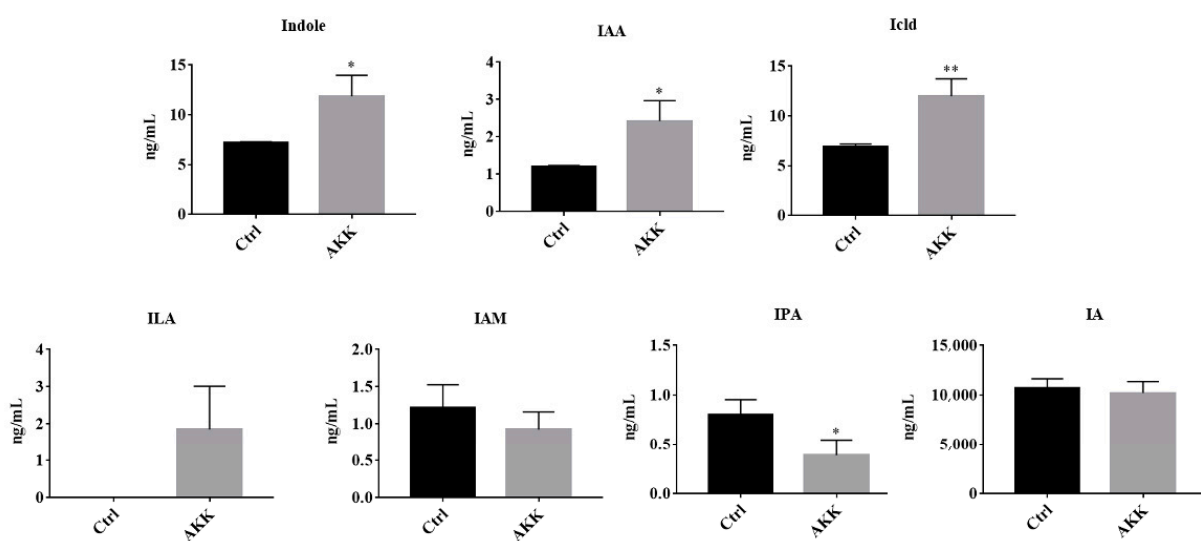 Indole
15
10
5
0
ng/mL
*
Ctrl
AKK
IAA
4
3
2
1
0
ng/mL
*
Ctrl
AKK
Icld
15
10
5
0
ng/mL
**
Ctrl
AKK
ILA
4
3
2
1
0
ng/mL
Ctrl
AKK
IAM
2.0
1.5
1.0
0.5
0.0
ng/mL
Ctrl
AKK
IPA
1.5
1.0
0.5
0.0
ng/mL
*
Ctrl
AKK
IA
15,000
10,000
5,000
0
ng/mL
Ctrl
AKK